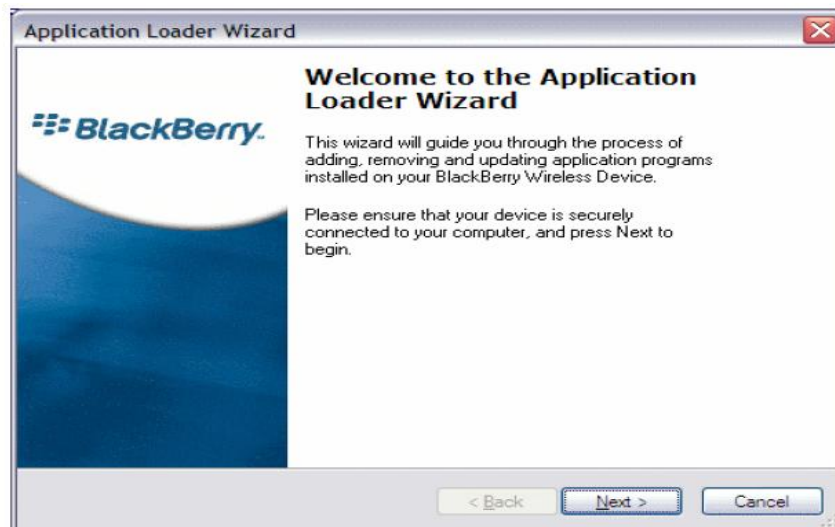 Application Loader Wizard
Welcome to the Application
Loader Wizard
BlackBerry.
This wizard will guide you through the process of
adding, removing and updating application programs
installed on your BlackBerry Wireless Device.
Please ensure that your device is securely
connected to your computer, and press Next to
begin.
< Back Next > Cancel